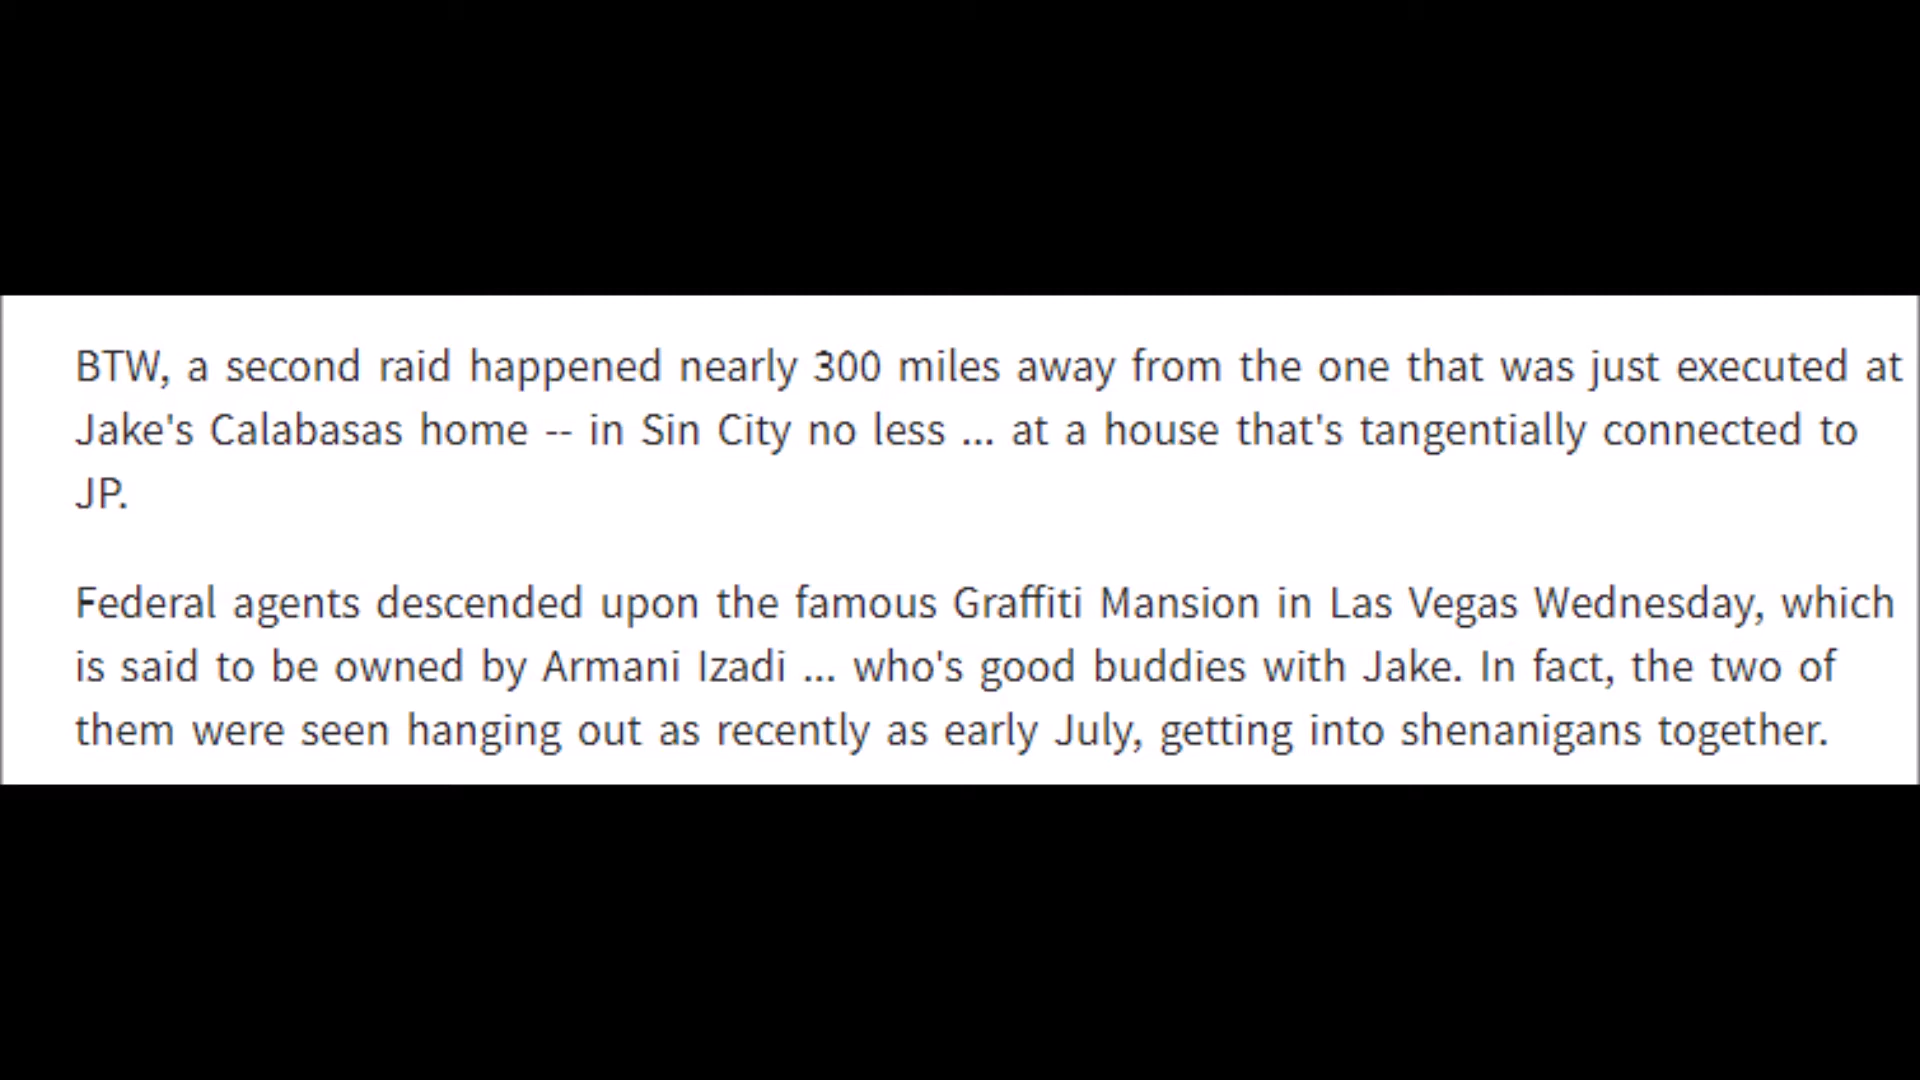 BTW, a second raid happened nearly 300 miles away from the one that was just executed at
Jake's Calabasas home -- in Sin City no less ... at a house that's tangentially connected to
JP.
Federal agents descended upon the famous Graffiti Mansion in Las Vegas Wednesday, which
is said to be owned by Armani Izadi ... who's good buddies with Jake. In fact, the two of
them were seen hanging out as recently as early July, getting into shenanigans together.